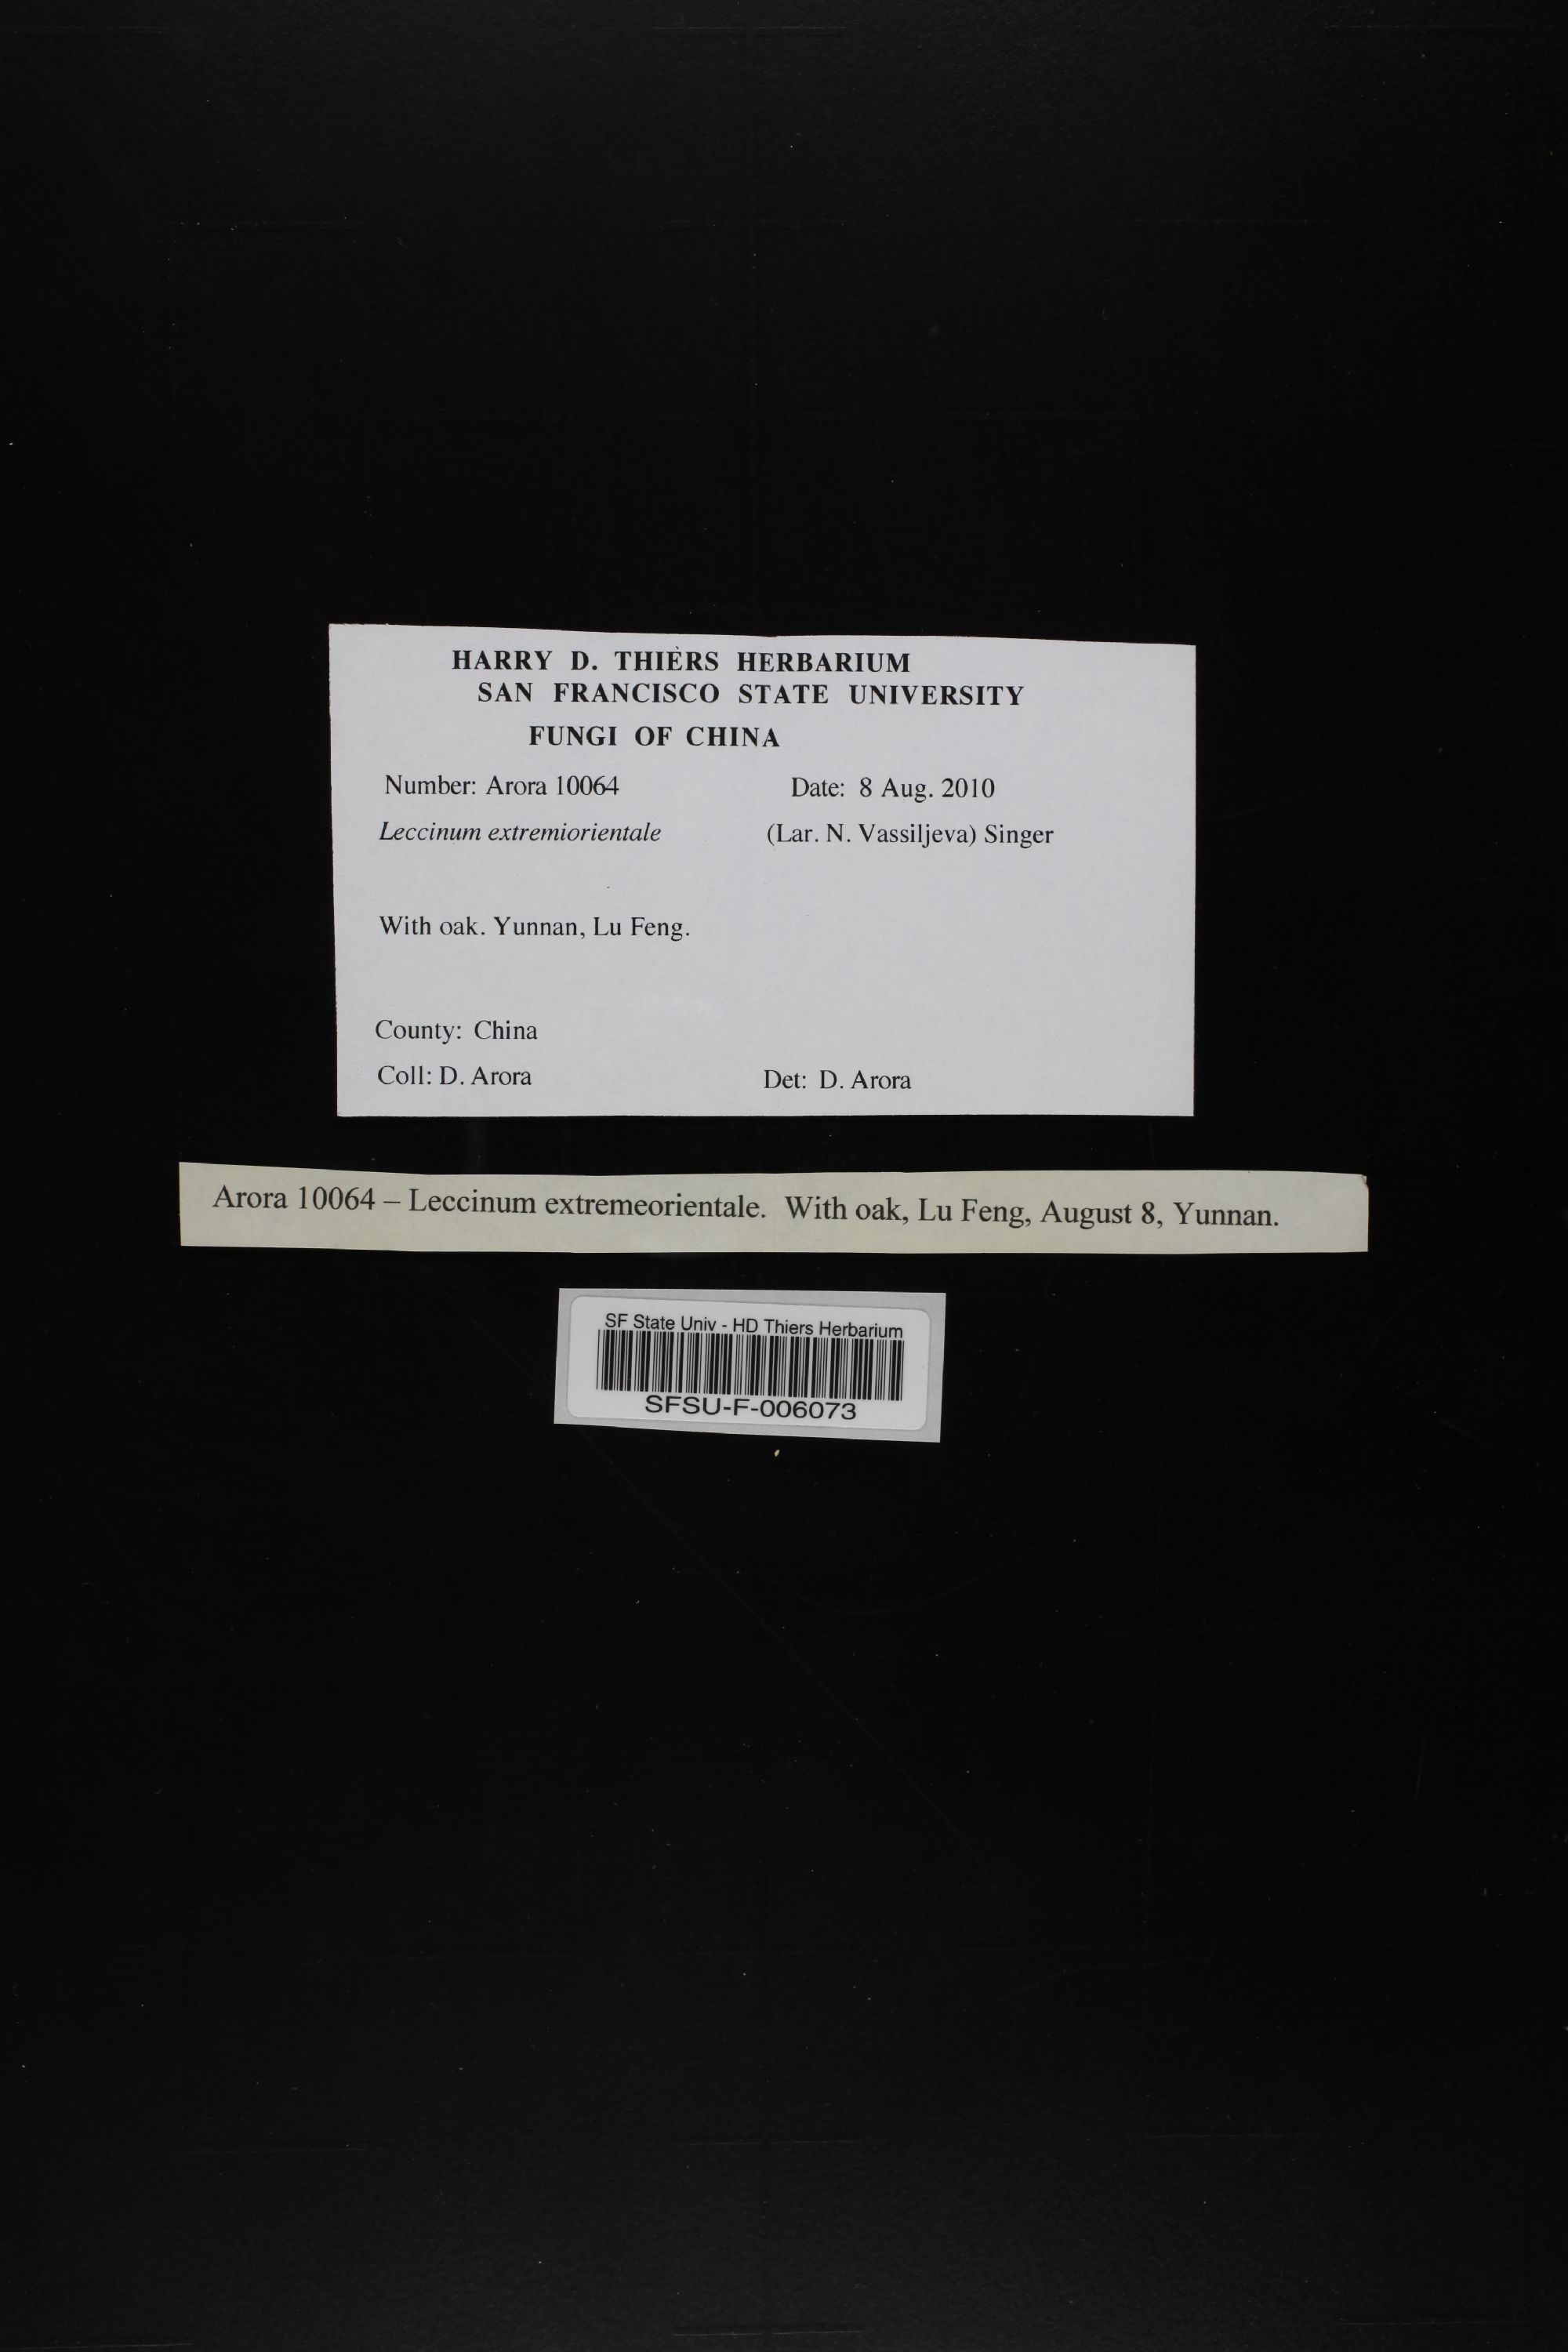 HARRY D. THIERS HERBARIUM
SAN FRANCISCO STATE UNIVERSITY
FUNGI OF CHINA
Number: Arora 10064 Date: 8 Aug. 2010
Leccinum extremiorientale (Lar. N. Vassiljeva) Singer
With oak. Yunnan, Lu Feng.
County: China
Coll: D. Arora Det: D. Arora
Arora 10064 – Leccinum extremeorientale. With oak, Lu Feng, August 8, Yunnan.
SF State Univ - HD Thiers Herbarium
SFSU-F-006073